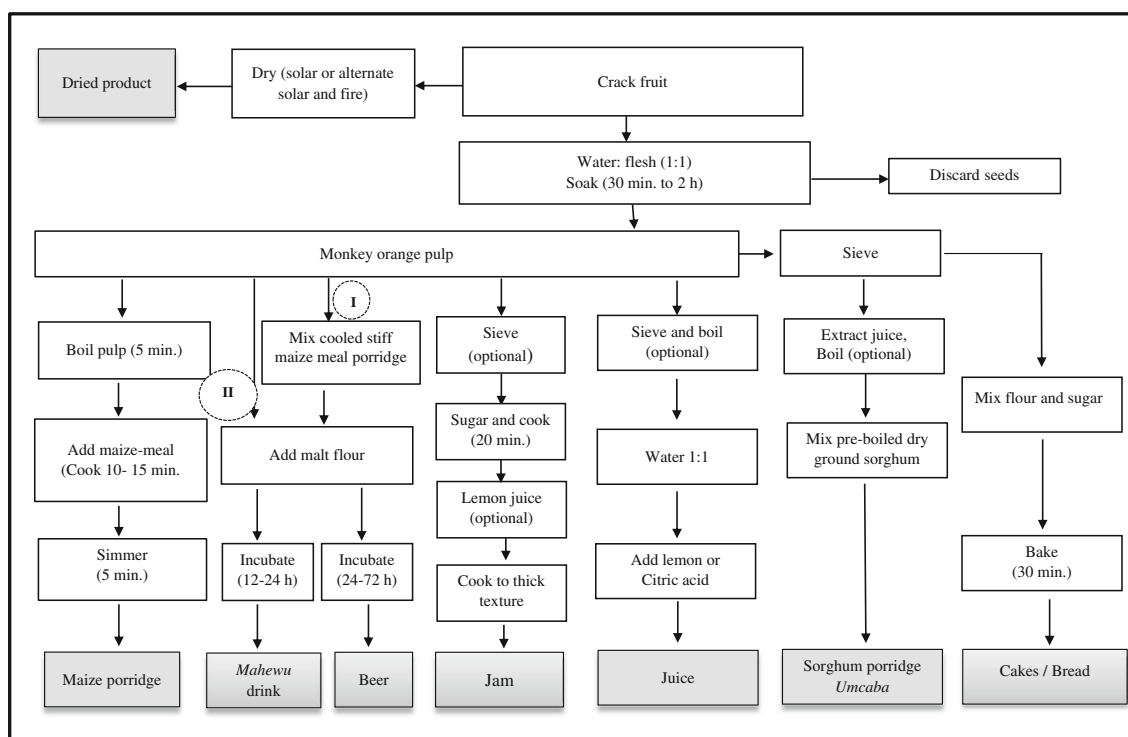 Dried product
Dry (solar or alternate
solar and fire)
Crack fruit
Water: flesh (1:1)
Soak (30 min. to 2 h)
Discard seeds
Monkey orange pulp
Sieve
I
Boil pulp (5 min.)
Mix cooled stiff
maize meal porridge
Sieve
(optional)
Sieve and boil
(optional)
Extract juice,
Boil (optional)
II
Mix flour and sugar
Add maize-meal
(Cook 10- 15 min.
Add malt flour
Sugar and cook
(20 min.)
Water 1:1
Mix pre-boiled dry
ground sorghum
Lemon juice
(optional)
Simmer
(5 min.)
Incubate
(12-24 h)
Incubate
(24-72 h)
Cook to thick
texture
Add lemon or
Citric acid
Bake
(30 min.)
Maize porridge
Mahewu
drink
Beer
Jam
Juice
Sorghum porridge
Umcaba
Cakes / Bread